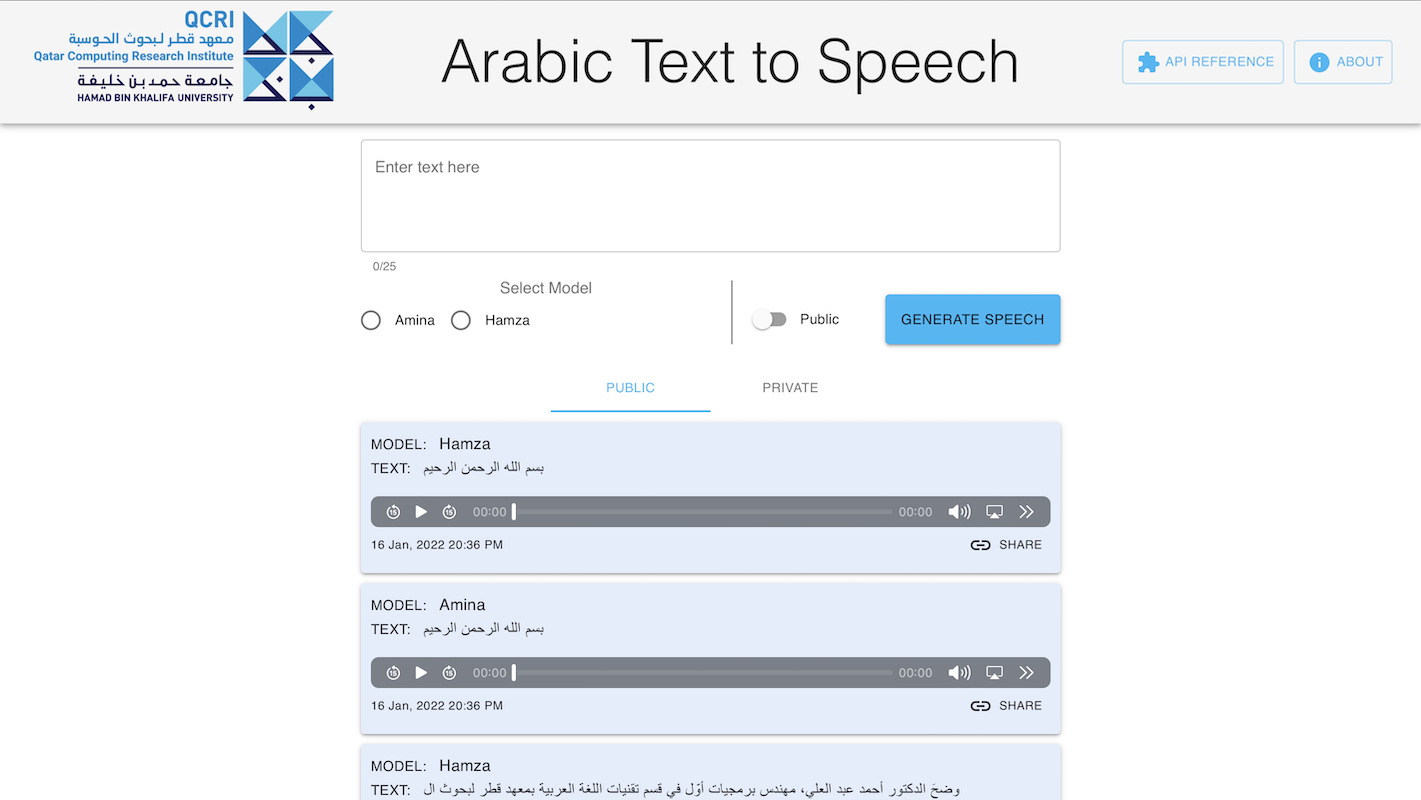 QCRI
معهد قطر لبحوث الحوسبة
Qatar Computing Research Institute
جامعة حمد بن خليفة
HAMAD BIN KHALIFA UNIVERSITY
Arabic Text to Speech
API REFERENCE
ABOUT
Enter text here
0/25
Select Model
Amina
Hamza
Public
GENERATE SPEECH
PUBLIC
PRIVATE
MODEL: Hamza
TEXT: بسم الله الرحمن الرحيم
15
15
00:00
00:00
16 Jan, 2022 20:36 PM
SHARE
MODEL: Amina
TEXT: بسم الله الرحمن الرحيم
15
15
00:00
00:00
16 Jan, 2022 20:36 PM
SHARE
MODEL: Hamza
TEXT: وضحَ الدكتور أحمد عبد العلي، مهندس برمجيات أوّل في قسم تقنيات اللغة العربية بمعهد قطر لبحوث ال